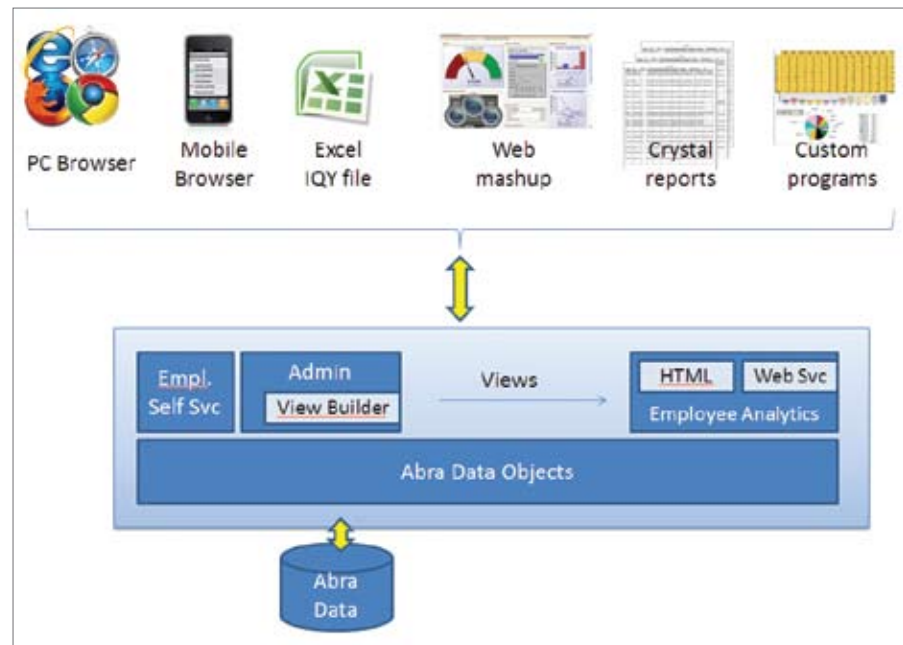 PC Browser
Mobile
Browser
Excel
IQY file
Web
mashup
Crystal
reports
Custom
programs
Empl.
Self Svc
Admin
View Builder
Views
HTML
Web Svc
Employee Analytics
Abra Data Objects
Abra
Data